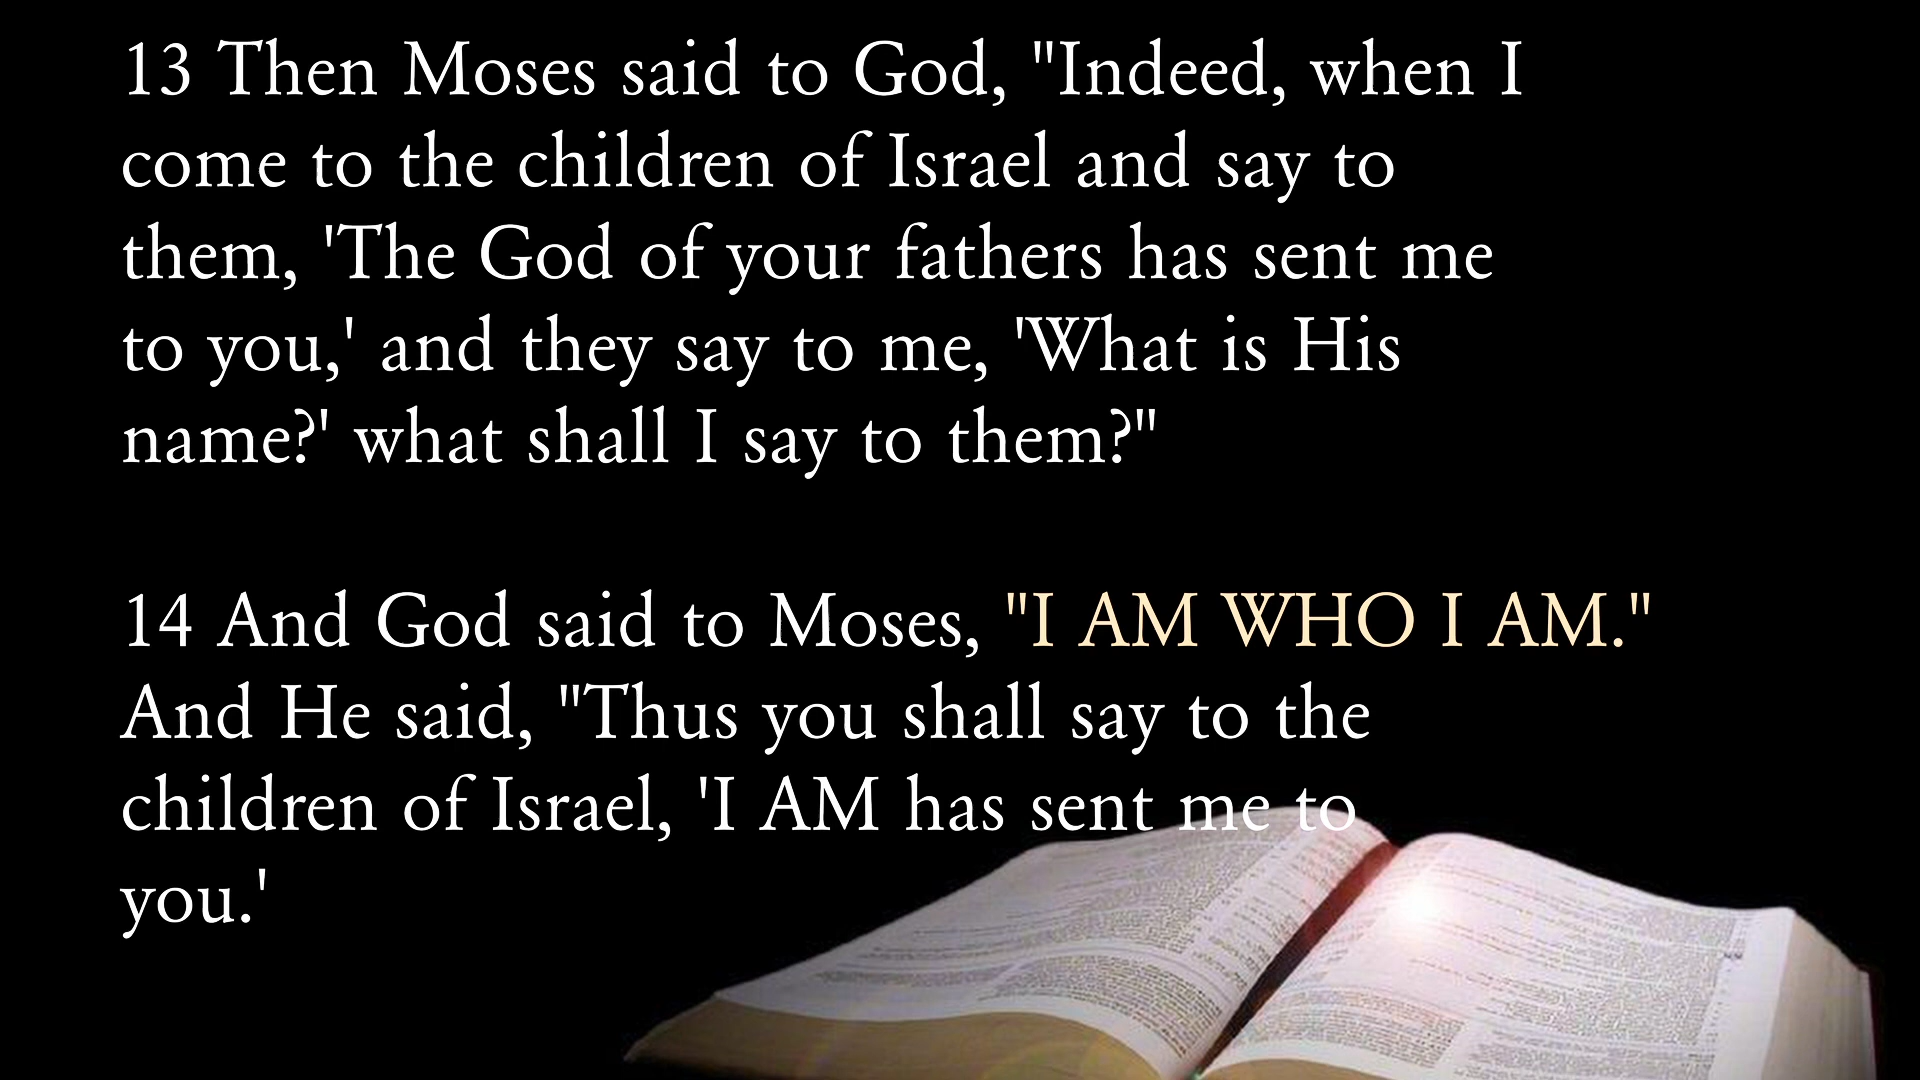 13 Then Moses said to God, "Indeed, when I
come to the children of Israel and say to
them, 'The God of your fathers has sent me
to you,' and they say to me, 'What is His
name?' what shall I say to them?"
14 And God said to Moses, "I AM WHO I AM."
And He said, "Thus you shall say to the
children of Israel, 'I AM has sent me to
you.'